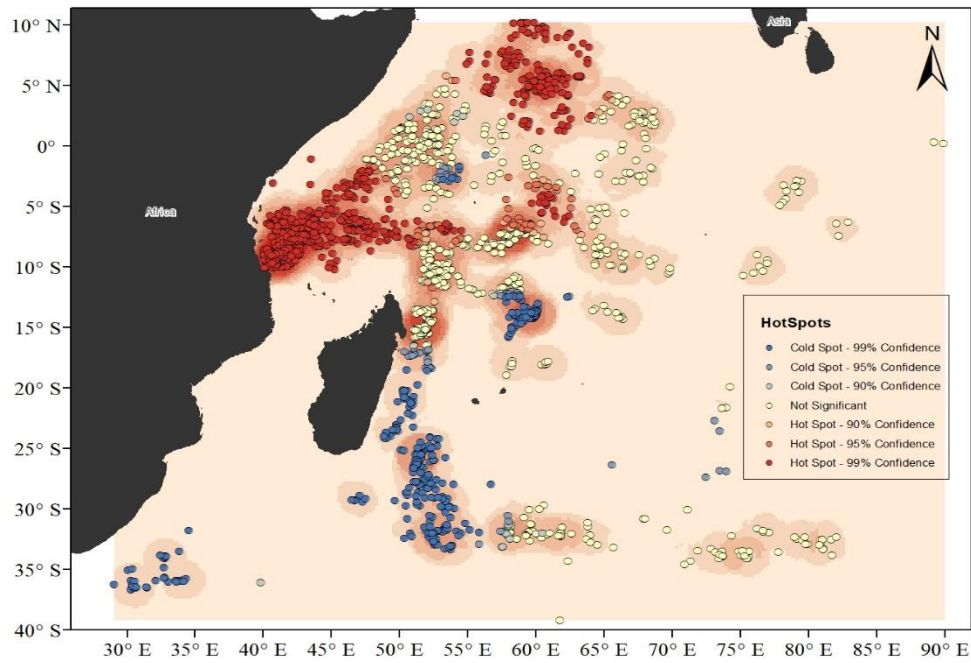 10° N
5° N
0°
5° S
10° S
15° S
20° S
25° S
30° S
35° S
40° S
Asia
N
Africa
HotSpots
Cold Spot - 99% Confidence
Cold Spot - 95% Confidence
Cold Spot - 90% Confidence
Not Significant
Hot Spot - 90% Confidence
Hot Spot - 95% Confidence
Hot Spot - 99% Confidence
30° E 35° E 40° E 45° E 50° E 55° E 60° E 65° E 70° E 75° E 80° E 85° E 90° E